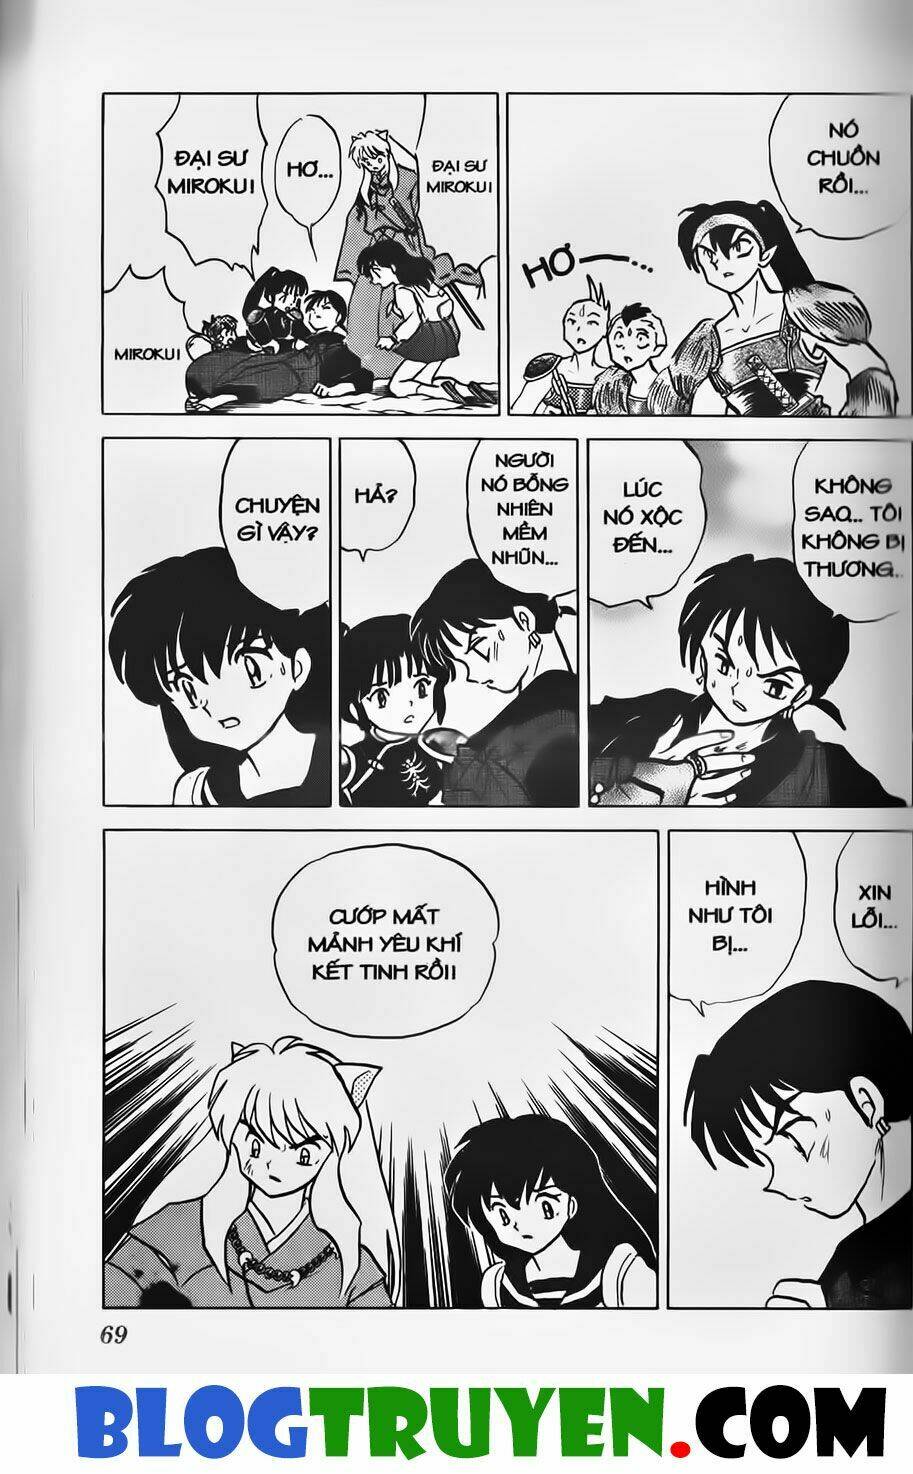 NÓ
CHUỒN
RỒI...
HƠ—...
ĐẠI SƯ
MIROKU!
HƠ...
ĐẠI SƯ
MIROKU!
MIROKU!
KHÔNG
SAO... TÔI
KHÔNG BỊ
THƯƠNG...
LÚC
NÓ XỘC
ĐẾN...
NGƯỜI
NÓ BỖNG
NHIÊN
MỀM
NHŨN...
HẢ?
CHUYỆN
GÌ VẬY?
XIN
LỖI...
HÌNH
NHƯ TÔI
BỊ...
CƯỚP MẤT
MẢNH YÊU KHÍ
KẾT TINH RỒI!
69
BLOGTRUYEN.COM